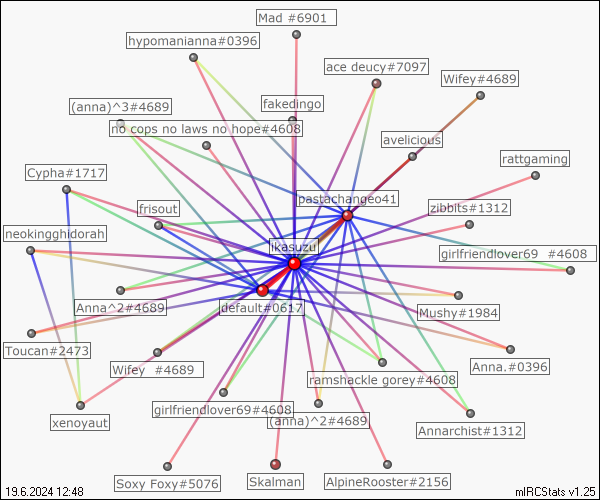 Mad #6901
hypomanianna#0396
ace deucy#7097
Wifey#4689
(anna)^3#4689
fakedingo
no cops no laws no hope#4608
avelicious
rattgaming
Cypha#1717
pastachangeo41
frisout
zibbits#1312
neokingghidorah
ikasuzu
girlfriendlover69 #4608
Anna^2#4689
default#0617
Mushy#1984
Toucan#2473
Wifey #4689
Anna.#0396
ramshackle gorey#4608
girlfriendlover69#4608
xenoyaut
(anna)^2#4689
Annarchist#1312
Soxy Foxy#5076
Skalman
AlpineRooster#2156
19.6.2024 12:48
mIRCStats v1.25